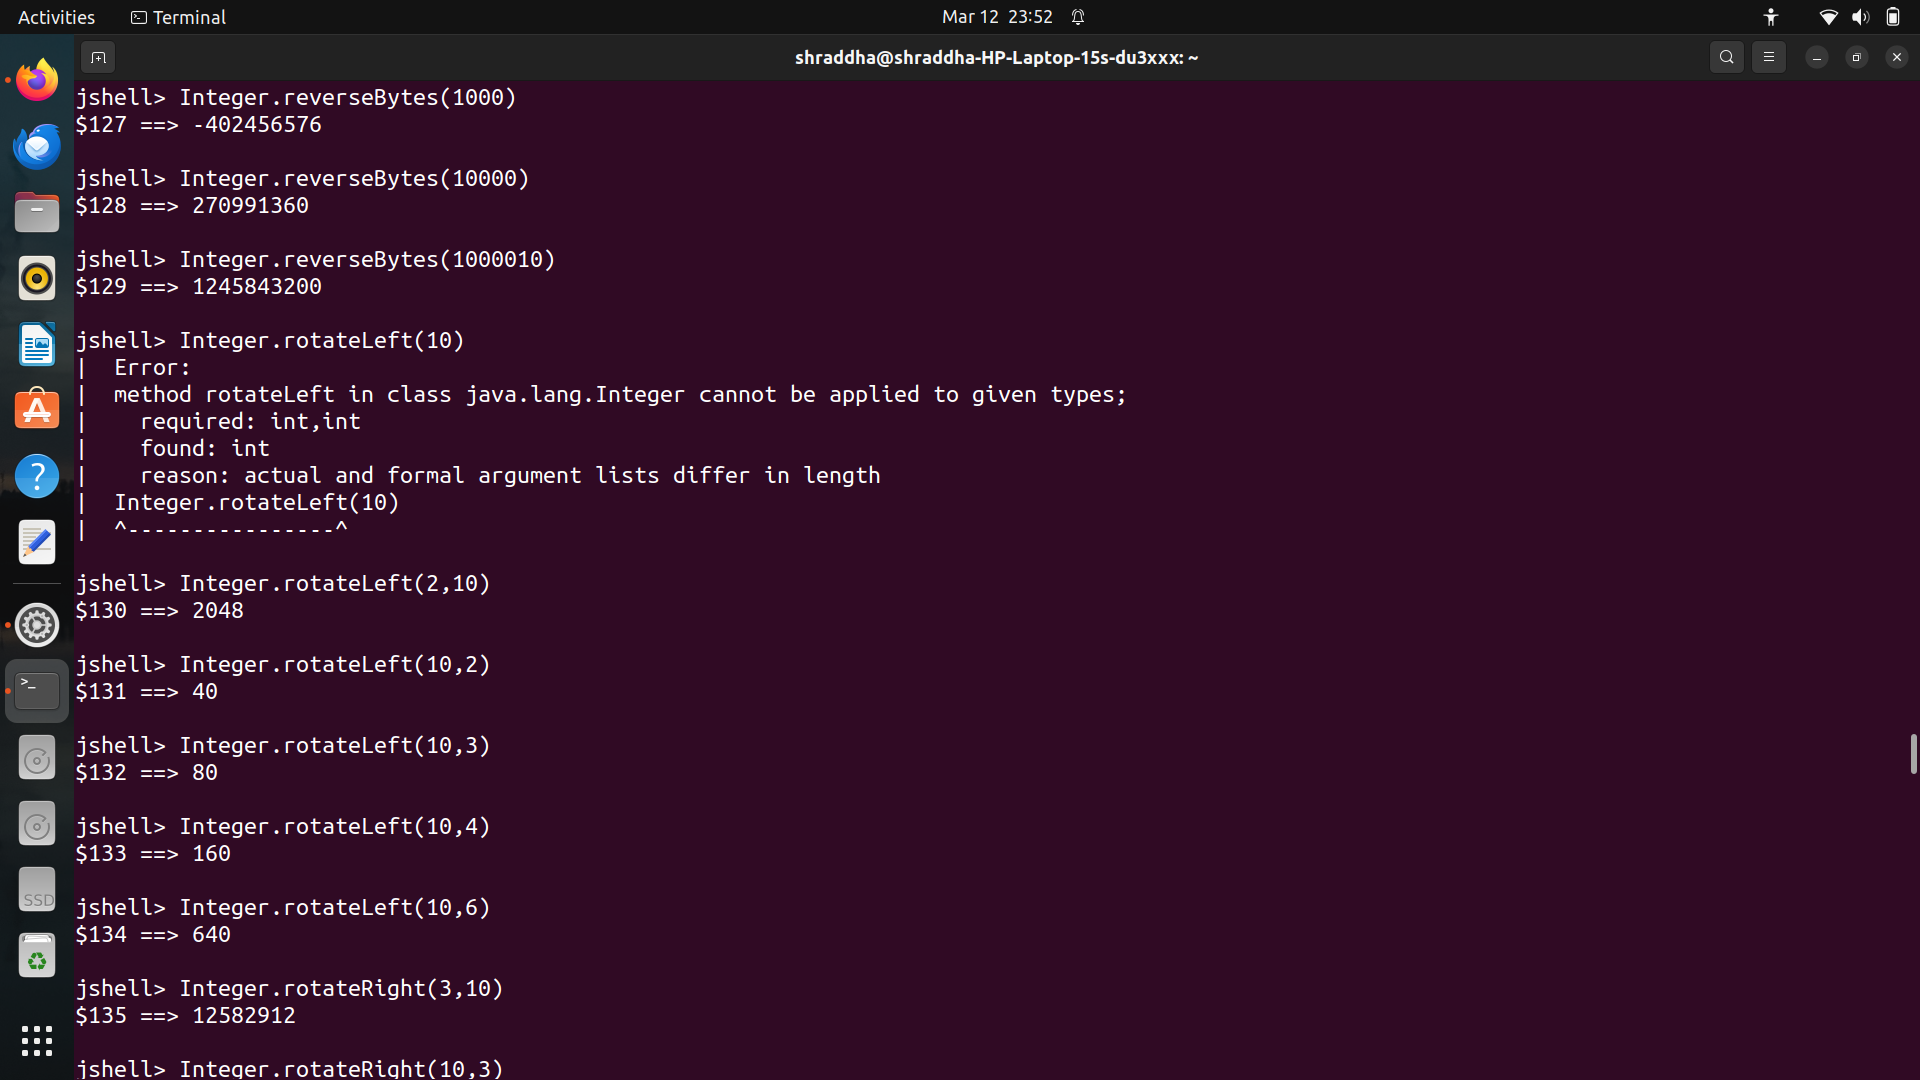 Activities
Terminal
Mar 12 23:52
shraddha@shraddha-HP-Laptop-15s-du3xxx: ~
jshell> Integer.reverseBytes(1000)
$127 ==> -402456576
jshell> Integer.reverseBytes(10000)
$128 ==> 270991360
jshell> Integer.reverseBytes(1000010)
$129 ==> 1245843200
jshell> Integer.rotateLeft(10)
|  Error:
|  method rotateLeft in class java.lang.Integer cannot be applied to given types;
|    required: int,int
|    found: int
|    reason: actual and formal argument lists differ in length
|  Integer.rotateLeft(10)
|  ^----------------^
jshell> Integer.rotateLeft(2,10)
$130 ==> 2048
jshell> Integer.rotateLeft(10,2)
$131 ==> 40
jshell> Integer.rotateLeft(10,3)
$132 ==> 80
jshell> Integer.rotateLeft(10,4)
$133 ==> 160
jshell> Integer.rotateLeft(10,6)
$134 ==> 640
jshell> Integer.rotateRight(3,10)
$135 ==> 12582912
jshell> Integer.rotateRight(10,3)
SSD